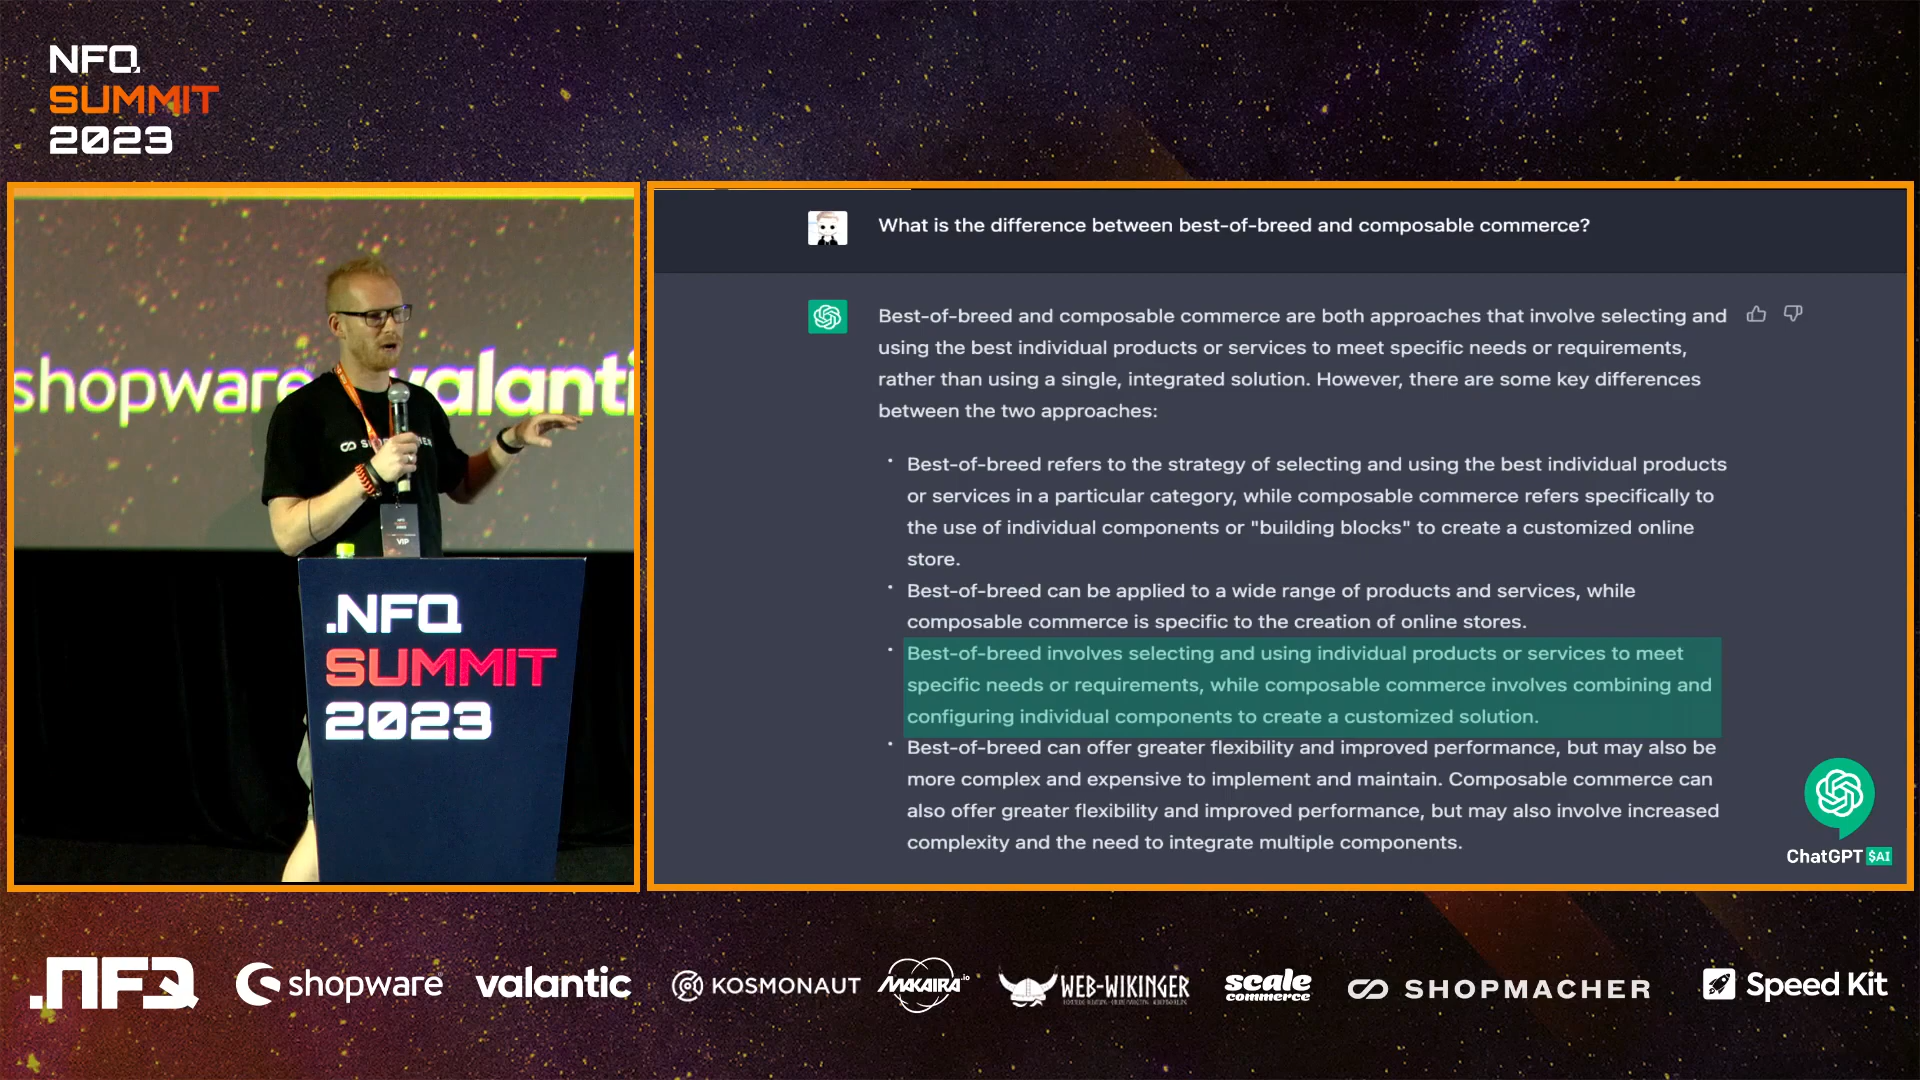 NFQ
SUMMIT
2023
shopware
valanti
SHOPMACHER
VIP
.NFQ
SUMMIT
2023
What is the difference between best-of-breed and composable commerce?
Best-of-breed and composable commerce are both approaches that involve selecting and
using the best individual products or services to meet specific needs or requirements,
rather than using a single, integrated solution. However, there are some key differences
between the two approaches:
• Best-of-breed refers to the strategy of selecting and using the best individual products
or services in a particular category, while composable commerce refers specifically to
the use of individual components or "building blocks" to create a customized online
store.
• Best-of-breed can be applied to a wide range of products and services, while
composable commerce is specific to the creation of online stores.
• Best-of-breed involves selecting and using individual products or services to meet
specific needs or requirements, while composable commerce involves combining and
configuring individual components to create a customized solution.
• Best-of-breed can offer greater flexibility and improved performance, but may also be
more complex and expensive to implement and maintain. Composable commerce can
also offer greater flexibility and improved performance, but may also involve increased
complexity and the need to integrate multiple components.
ChatGPT $AI
.NFQ
shopware
valantic
KOSMONAUT
MAKAIRA.io
WEB-WIKINGER
scale
commerce
SHOPMACHER
Speed Kit